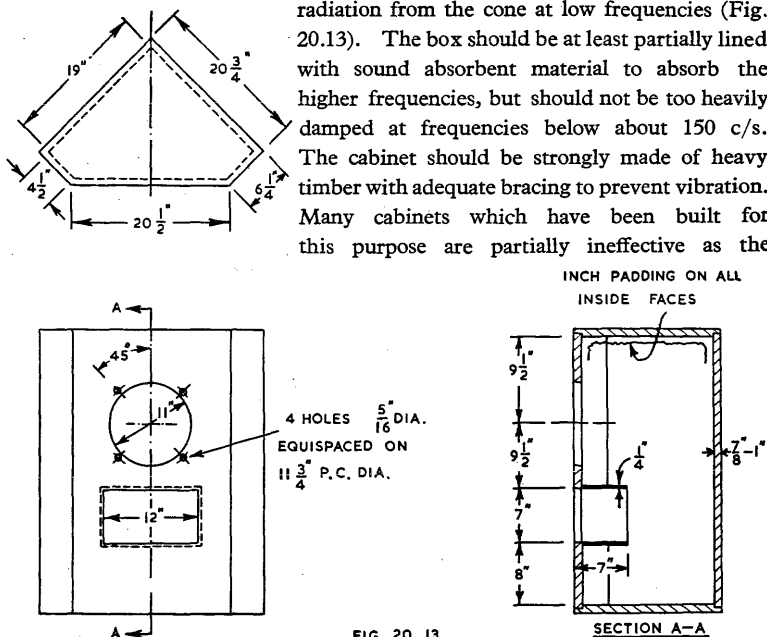 radiation from the cone at low frequencies (Fig.
20.13). The box should be at least partially lined
with sound absorbent material to absorb the
higher frequencies, but should not be too heavily
damped at frequencies below about 150 c/s.
The cabinet should be strongly made of heavy
timber with adequate bracing to prevent vibration.
Many cabinets which have been built for
this purpose are partially ineffective as the
19"
20 3/4"
4 1/2"
6 1/4"
20 1/2"
A
45°
11"
12"
A
4 HOLES 5/16" DIA.
EQUISPACED ON
11 3/4" P.C. DIA.
INCH PADDING ON ALL
INSIDE FACES
9 1/2"
9 1/2"
7"
8"
1/4"
7/8"-1"
7"
SECTION A-A
FIG. 20.13